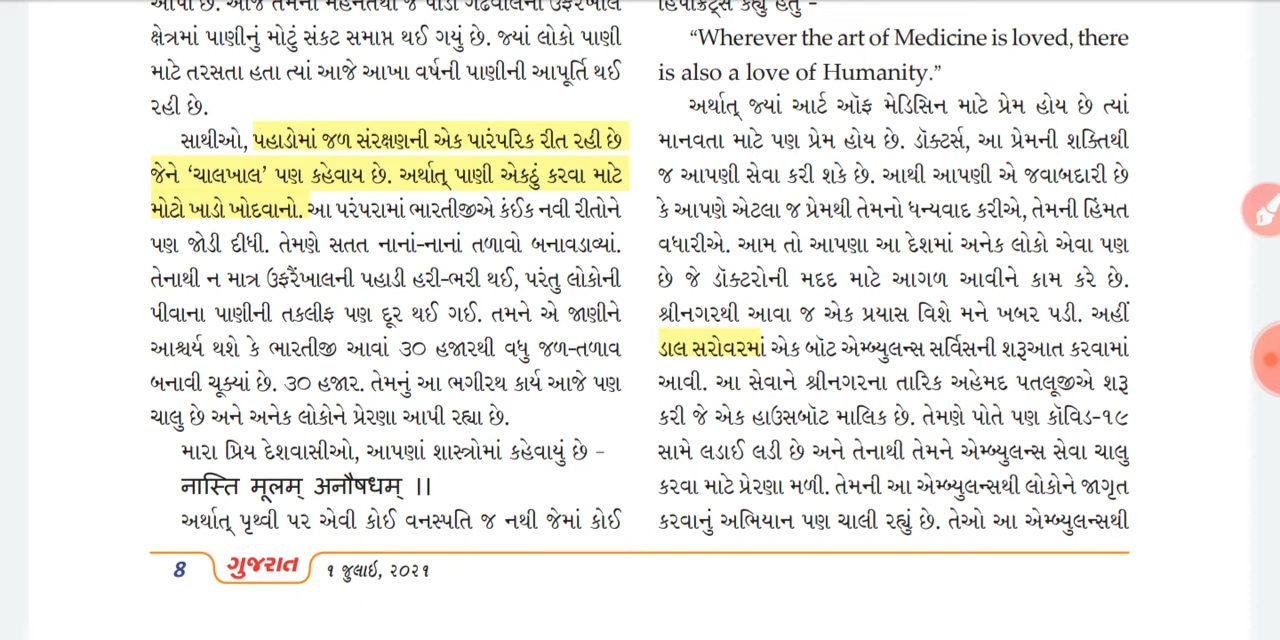 આપી છે. આજે તેમની મહેનતથી જ પૌડી ગઢવાલના ઉફરૈંખાલ
ક્ષેત્રમાં પાણીનું મોટું સંકટ સમાપ્ત થઈ ગયું છે. જ્યાં લોકો પાણી
માટે તરસતા હતા ત્યાં આજે આખા વર્ષની પાણીની આપૂર્તિ થઈ
રહી છે.
સાથીઓ, પહાડોમાં જળ સંરક્ષણની એક પારંપરિક રીત રહી છે
જેને ‘ચાલખાલ’ પણ કહેવાય છે. અર્થાત્ પાણી એકઠું કરવા માટે
મોટો ખાડો ખોદવાનો. આ પરંપરામાં ભારતીજીએ કંઈક નવી રીતોને
પણ જોડી દીધી. તેમણે સતત નાનાં-નાનાં તળાવો બનાવડાવ્યાં.
તેનાથી ન માત્ર ઉફરૈંખાલની પહાડી હરી-ભરી થઈ, પરંતુ લોકોની
પીવાના પાણીની તકલીફ પણ દૂર થઈ ગઈ. તમને એ જાણીને
આશ્ચર્ય થશે કે ભારતીજી આવાં ૩૦ હજારથી વધુ જળ-તળાવ
બનાવી ચૂક્યાં છે. ૩૦ હજાર. તેમનું આ ભગીરથ કાર્ય આજે પણ
ચાલુ છે અને અનેક લોકોને પ્રેરણા આપી રહ્યા છે.
મારા પ્રિય દેશવાસીઓ, આપણાં શાસ્ત્રોમાં કહેવાયું છે -
नास्ति मूलम् अनौषधम् ।।
અર્થાત્ પૃથ્વી પર એવી કોઈ વનસ્પતિ જ નથી જેમાં કોઈ
હિપોક્રેટ્સે કહ્યું હતું -
“Wherever the art of Medicine is loved, there
is also a love of Humanity.”
અર્થાત્ જ્યાં આર્ટ ઑફ મેડિસિન માટે પ્રેમ હોય છે ત્યાં
માનવતા માટે પણ પ્રેમ હોય છે. ડૉક્ટર્સ, આ પ્રેમની શક્તિથી
જ આપણી સેવા કરી શકે છે. આથી આપણી એ જવાબદારી છે
કે આપણે એટલા જ પ્રેમથી તેમનો ધન્યવાદ કરીએ, તેમની હિંમત
વધારીએ. આમ તો આપણા આ દેશમાં અનેક લોકો એવા પણ
છે જે ડૉક્ટરોની મદદ માટે આગળ આવીને કામ કરે છે.
શ્રીનગરથી આવા જ એક પ્રયાસ વિશે મને ખબર પડી. અહીં
ડાલ સરોવરમાં એક બૉટ એમ્બ્યુલન્સ સર્વિસની શરૂઆત કરવામાં
આવી. આ સેવાને શ્રીનગરના તારિક અહેમદ પતલૂજીએ શરૂ
કરી જે એક હાઉસબૉટ માલિક છે. તેમણે પોતે પણ કૉવિડ-૧૯
સામે લડાઈ લડી છે અને તેનાથી તેમને એમ્બ્યુલન્સ સેવા ચાલુ
કરવા માટે પ્રેરણા મળી. તેમની આ એમ્બ્યુલન્સથી લોકોને જાગૃત
કરવાનું અભિયાન પણ ચાલી રહ્યું છે. તેઓ આ એમ્બ્યુલન્સથી
8 ગુજરાત ૧ જુલાઇ, ૨૦૨૧